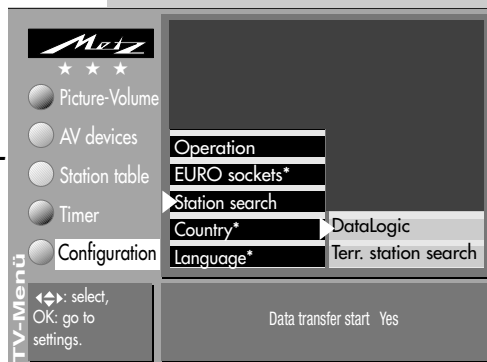 Metz
Picture-Volume
AV devices
Station table
Timer
Configuration
Operation
EURO sockets*
Station search
Country*
Language*
DataLogic
Terr. station search
TV-Menü
: select,
OK: go to
settings.
Data transfer start Yes